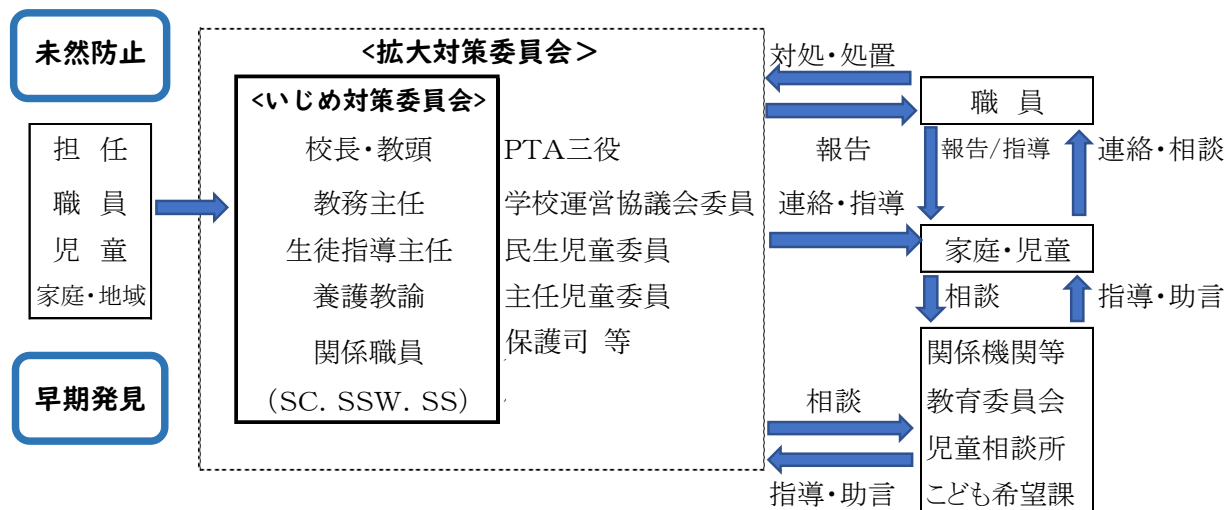 未然防止
担 任
職 員
児 童
家庭・地域
早期発見
<拡大対策委員会>
<いじめ対策委員会>
校長・教頭
教務主任
生徒指導主任
養護教諭
関係職員
(SC. SSW. SS)
PTA三役
学校運営協議会委員
民生児童委員
主任児童委員
保護司 等
対処・処置
報告
連絡・指導
職 員
報告/指導
連絡・相談
家庭・児童
相談
指導・助言
相談
指導・助言
関係機関等
教育委員会
児童相談所
こども希望課